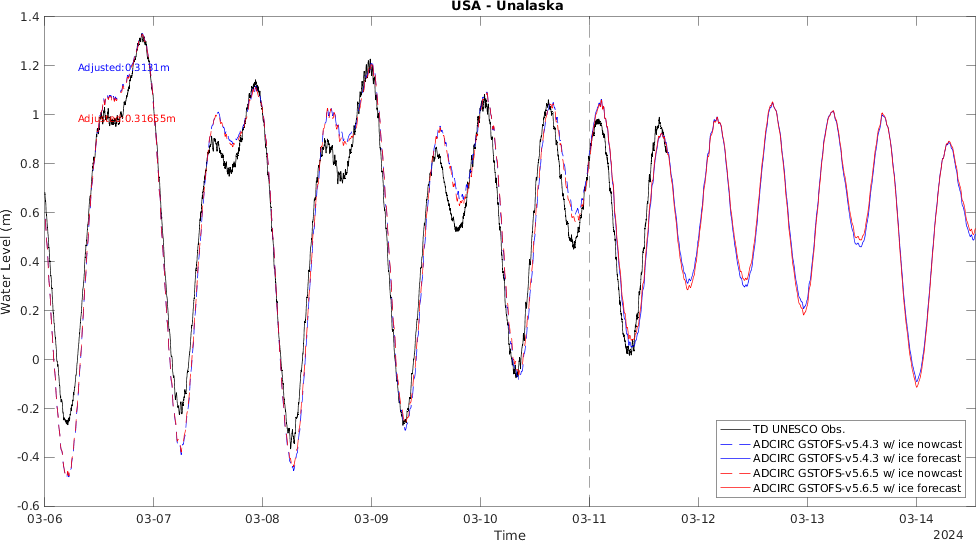 USA - Unalaska
1.4
1.2
1
0.8
0.6
0.4
0.2
0
-0.2
-0.4
-0.6
Water Level (m)
Adjusted:0.3131m
Adjusted:0.31655m
TD UNESCO Obs.
ADCIRC GSTOFS-v5.4.3 w/ ice nowcast
ADCIRC GSTOFS-v5.4.3 w/ ice forecast
ADCIRC GSTOFS-v5.6.5 w/ ice nowcast
ADCIRC GSTOFS-v5.6.5 w/ ice forecast
03-06 03-07 03-08 03-09 03-10 03-11 03-12 03-13 03-14
Time
2024